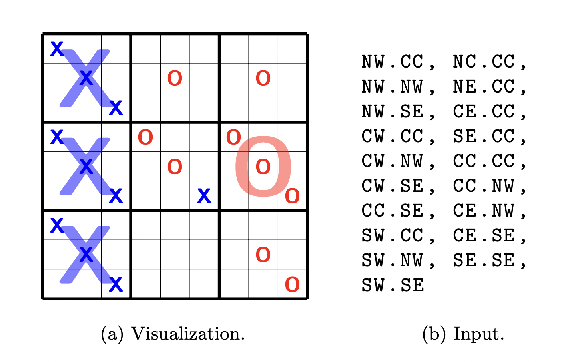 X
X
X O O
X
X O O
X
X O O
O
X X O
X
X
X O
X O
NW.CC, NC.CC,
NW.NW, NE.CC,
NW.SE, CE.CC,
CW.CC, SE.CC,
CW.NW, CC.CC,
CW.SE, CC.NW,
CC.SE, CE.NW,
SW.CC, CE.SE,
SW.NW, SE.SE,
SW.SE
(a) Visualization.
(b) Input.